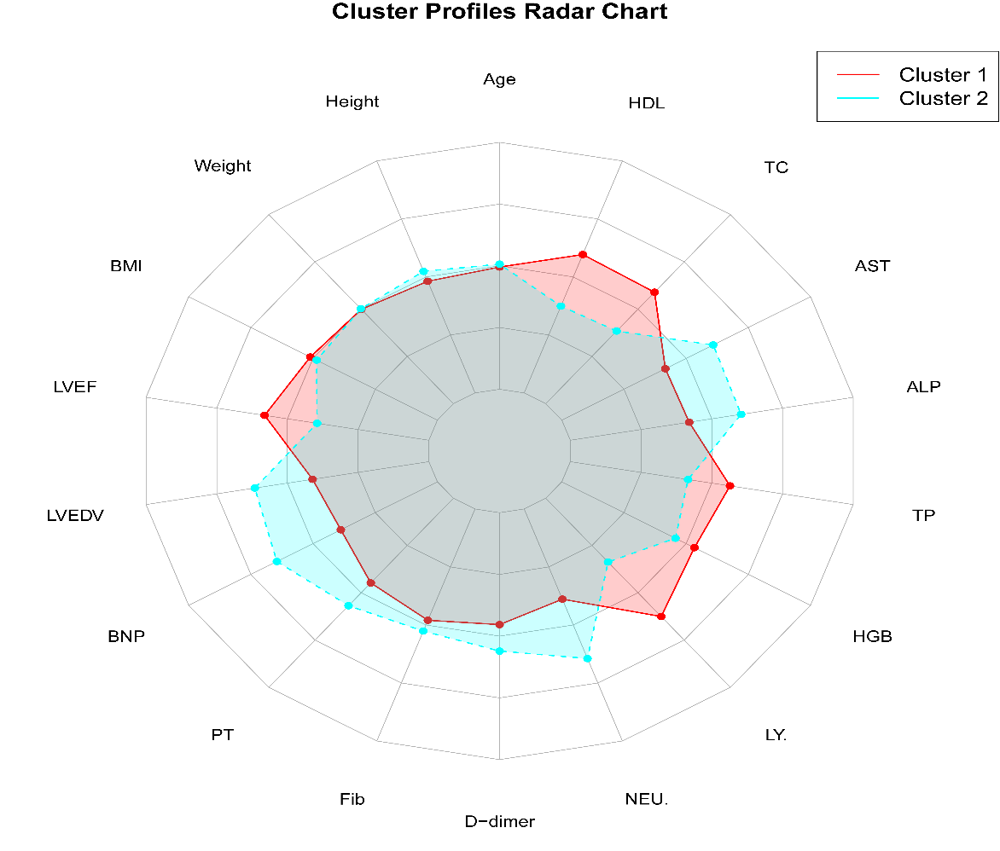 Cluster Profiles Radar Chart
Cluster 1
Cluster 2
Age
Height
HDL
Weight
TC
BMI
AST
LVEF
ALP
LVEDV
TP
BNP
HGB
PT
LY.
Fib
NEU.
D−dimer